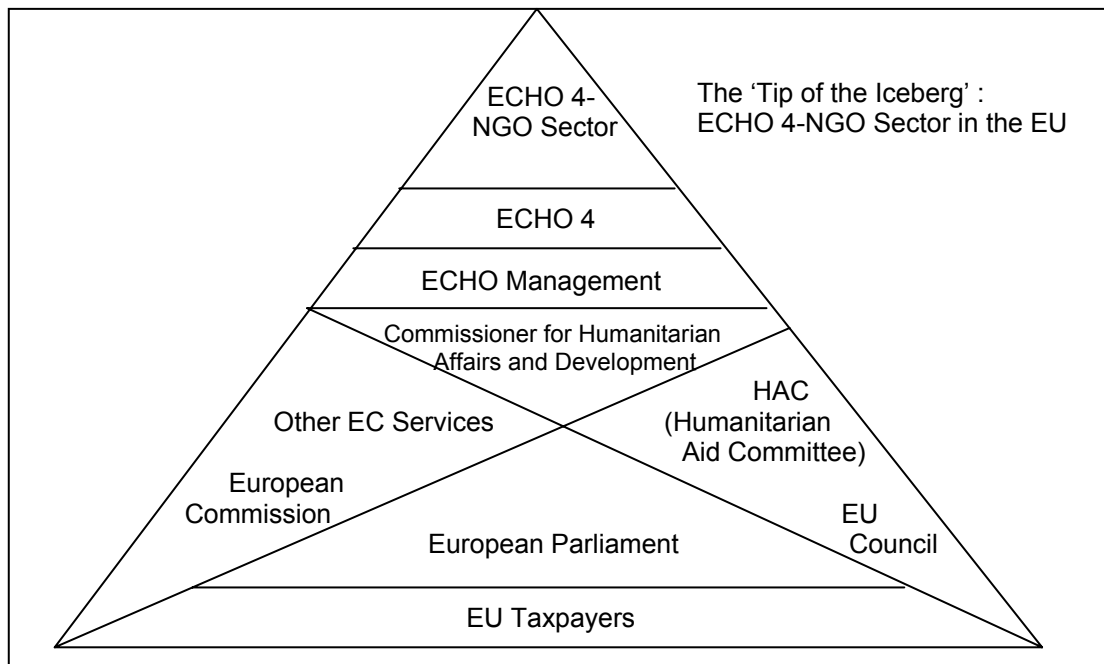 ECHO 4-
NGO Sector
The ‘Tip of the Iceberg’ :
ECHO 4-NGO Sector in the EU
ECHO 4
ECHO Management
Commissioner for Humanitarian
Affairs and Development
Other EC Services
HAC
(Humanitarian
Aid Committee)
European
Commission
EU
Council
European Parliament
EU Taxpayers